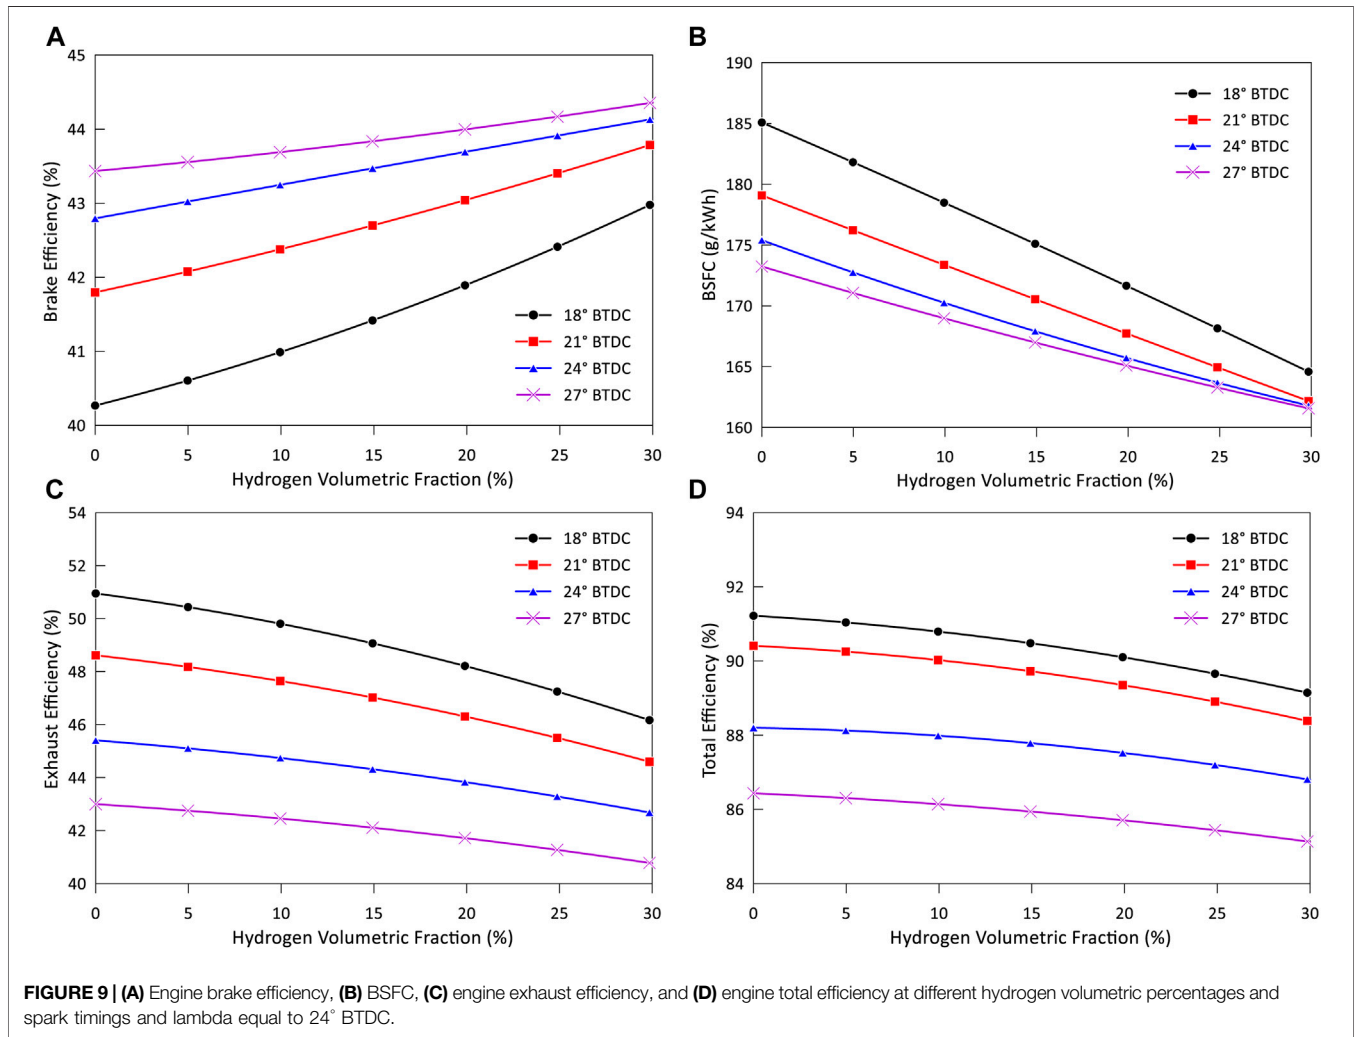 A
45
44
43
42
41
40
Brake Efficiency (%)
18° BTDC
21° BTDC
24° BTDC
27° BTDC
0 5 10 15 20 25 30
Hydrogen Volumetric Fraction (%)
B
190
185
180
175
170
165
160
BSFC (g/kWh)
18° BTDC
21° BTDC
24° BTDC
27° BTDC
0 5 10 15 20 25 30
Hydrogen Volumetric Fraction (%)
C
54
52
50
48
46
44
42
40
Exhaust Efficiency (%)
18° BTDC
21° BTDC
24° BTDC
27° BTDC
0 5 10 15 20 25 30
Hydrogen Volumetric Fraction (%)
D
94
92
90
88
86
84
Total Efficiency (%)
18° BTDC
21° BTDC
24° BTDC
27° BTDC
0 5 10 15 20 25 30
Hydrogen Volumetric Fraction (%)
FIGURE 9 | (A) Engine brake efficiency, (B) BSFC, (C) engine exhaust efficiency, and (D) engine total efficiency at different hydrogen volumetric percentages and
spark timings and lambda equal to 24° BTDC.